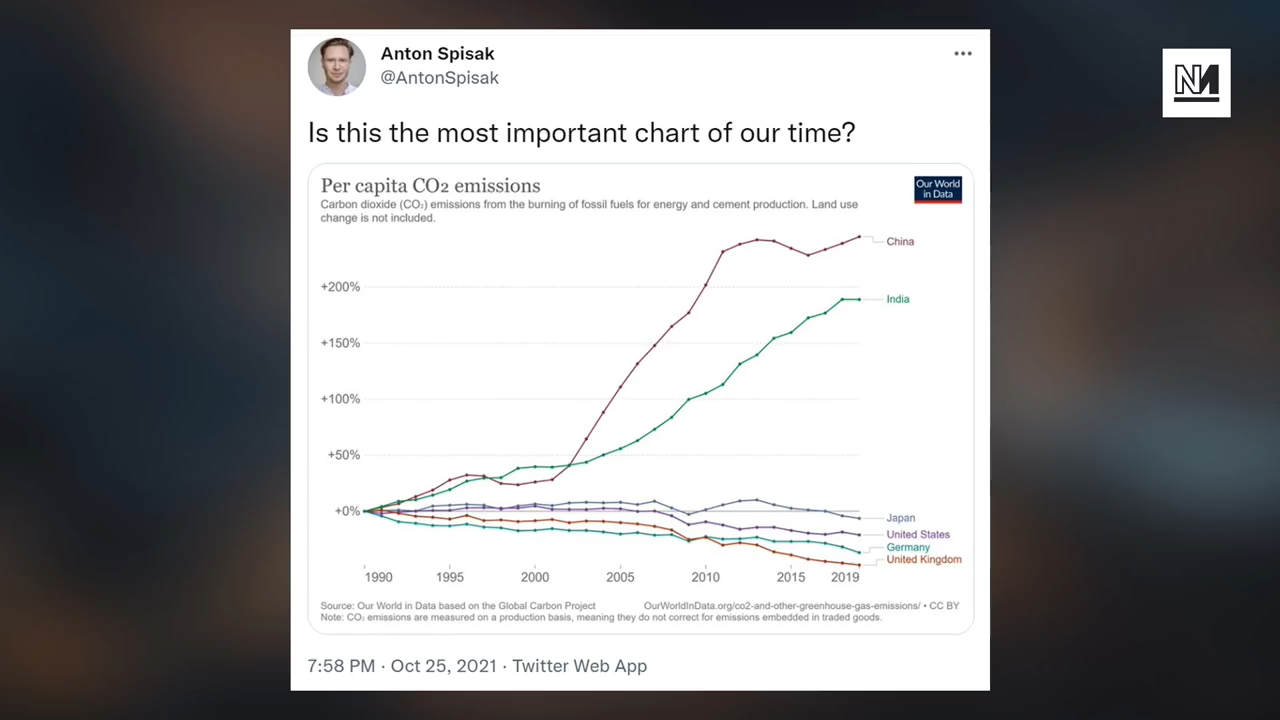 Anton Spisak
@AntonSpisak
NM
Is this the most important chart of our time?
Per capita CO₂ emissions
Our World
in Data
Carbon dioxide (CO₂) emissions from the burning of fossil fuels for energy and cement production. Land use
change is not included.
China
+200%
India
+150%
+100%
+50%
+0%
Japan
United States
Germany
United Kingdom
1990 1995 2000 2005 2010 2015 2019
Source: Our World in Data based on the Global Carbon Project OurWorldInData.org/co2-and-other-greenhouse-gas-emissions/ • CC BY
Note: CO₂ emissions are measured on a production basis, meaning they do not correct for emissions embedded in traded goods.
7:58 PM · Oct 25, 2021 · Twitter Web App